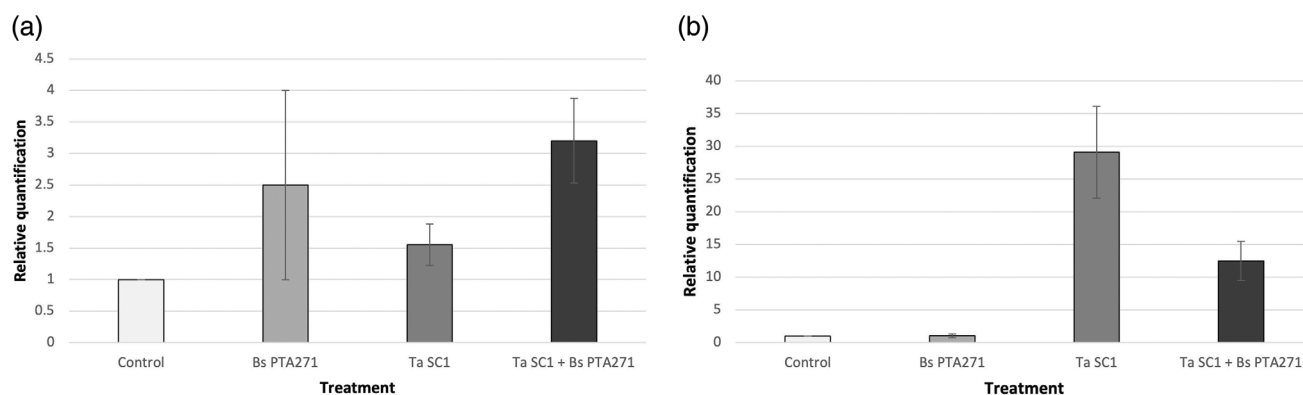 (a)
Relative quantification
4.5
4
3.5
3
2.5
2
1.5
1
0.5
0
Control
Bs PTA271
Ta SC1
Ta SC1 + Bs PTA271
Treatment
(b)
Relative quantification
40
35
30
25
20
15
10
5
0
Control
Bs PTA271
Ta SC1
Ta SC1 + Bs PTA271
Treatment